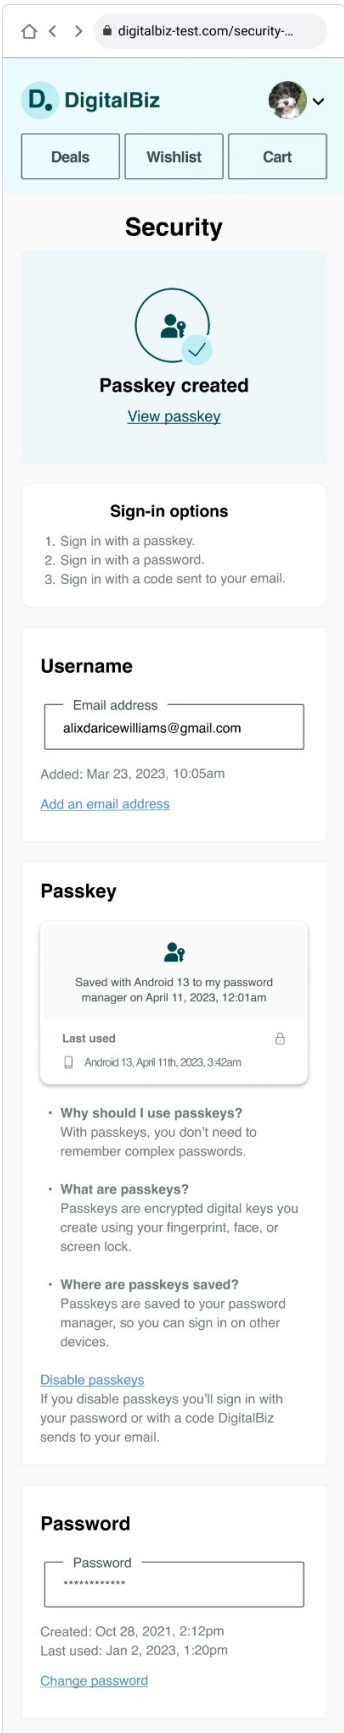 digitalbiz-test.com/security-...
D. DigitalBiz
Deals
Wishlist
Cart
Security
Passkey created
View passkey
Sign-in options
1. Sign in with a passkey.
2. Sign in with a password.
3. Sign in with a code sent to your email.
Username
Email address
alixdaricewilliams@gmail.com
Added: Mar 23, 2023, 10:05am
Add an email address
Passkey
Saved with Android 13 to my password
manager on April 11, 2023, 12:01am
Last used
Android 13, April 11th, 2023, 3:42am
• Why should I use passkeys?
With passkeys, you don’t need to
remember complex passwords.
• What are passkeys?
Passkeys are encrypted digital keys you
create using your fingerprint, face, or
screen lock.
• Where are passkeys saved?
Passkeys are saved to your password
manager, so you can sign in on other
devices.
Disable passkeys
If you disable passkeys you’ll sign in with
your password or with a code DigitalBiz
sends to your email.
Password
Password
************
Created: Oct 28, 2021, 2:12pm
Last used: Jan 2, 2023, 1:20pm
Change password